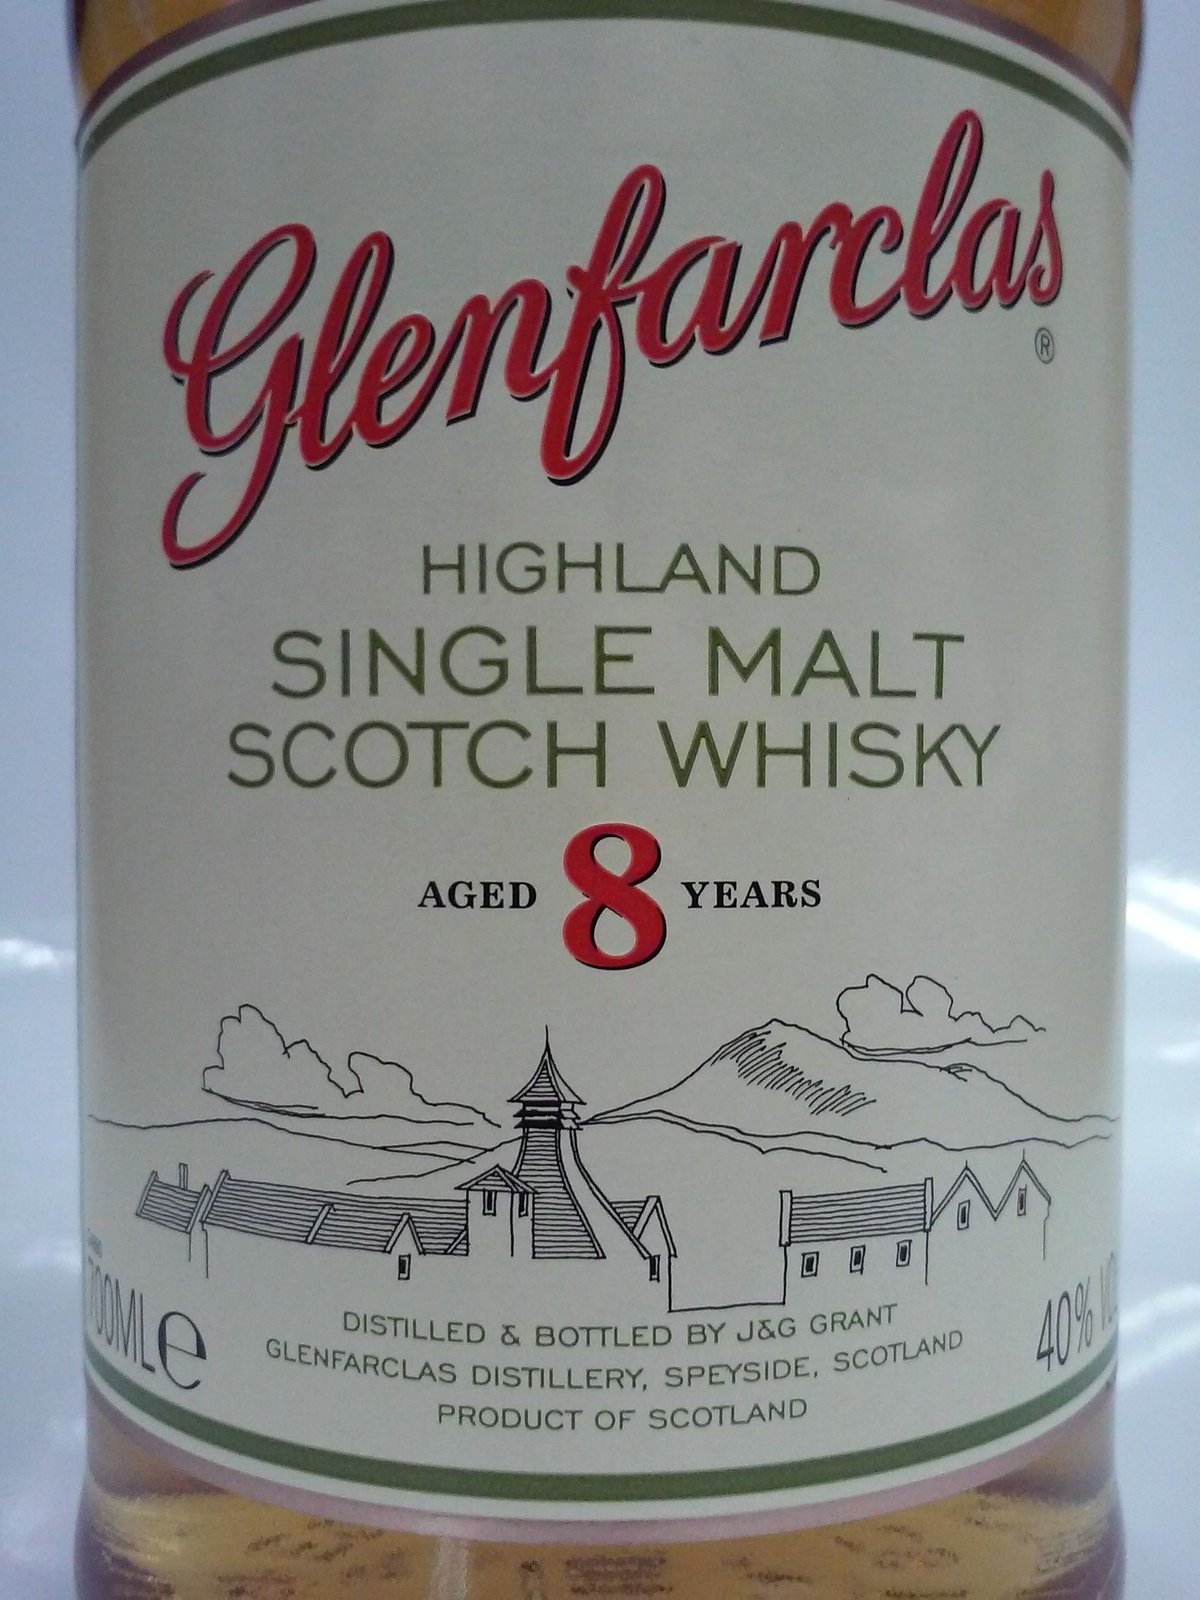 Glenfarclas
®
HIGHLAND
SINGLE MALT
SCOTCH WHISKY
AGED 8 YEARS
700ML e
40% VOL
DISTILLED & BOTTLED BY J&G GRANT
GLENFARCLAS DISTILLERY, SPEYSIDE, SCOTLAND
PRODUCT OF SCOTLAND